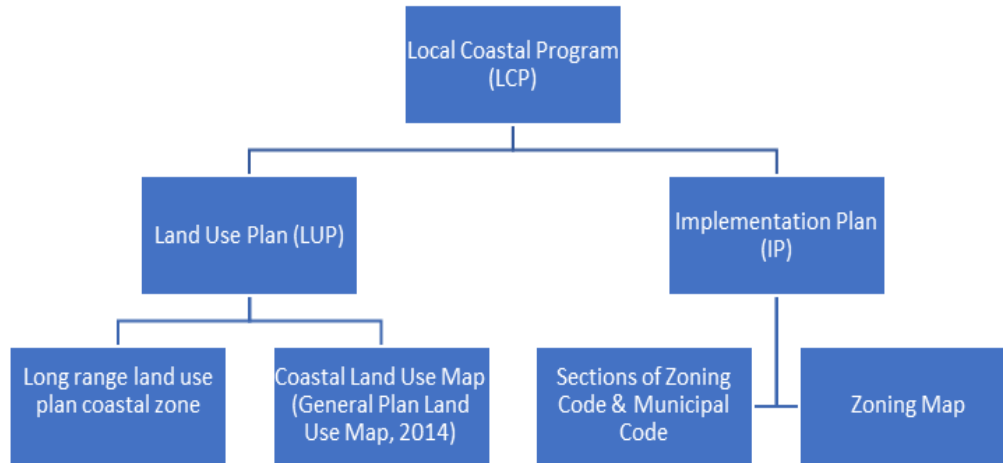 Local Coastal Program
(LCP)
Land Use Plan (LUP)
Implementation Plan
(IP)
Long range land use
plan coastal zone
Coastal Land Use Map
(General Plan Land
Use Map, 2014)
Sections of Zoning
Code & Municipal
Code
Zoning Map